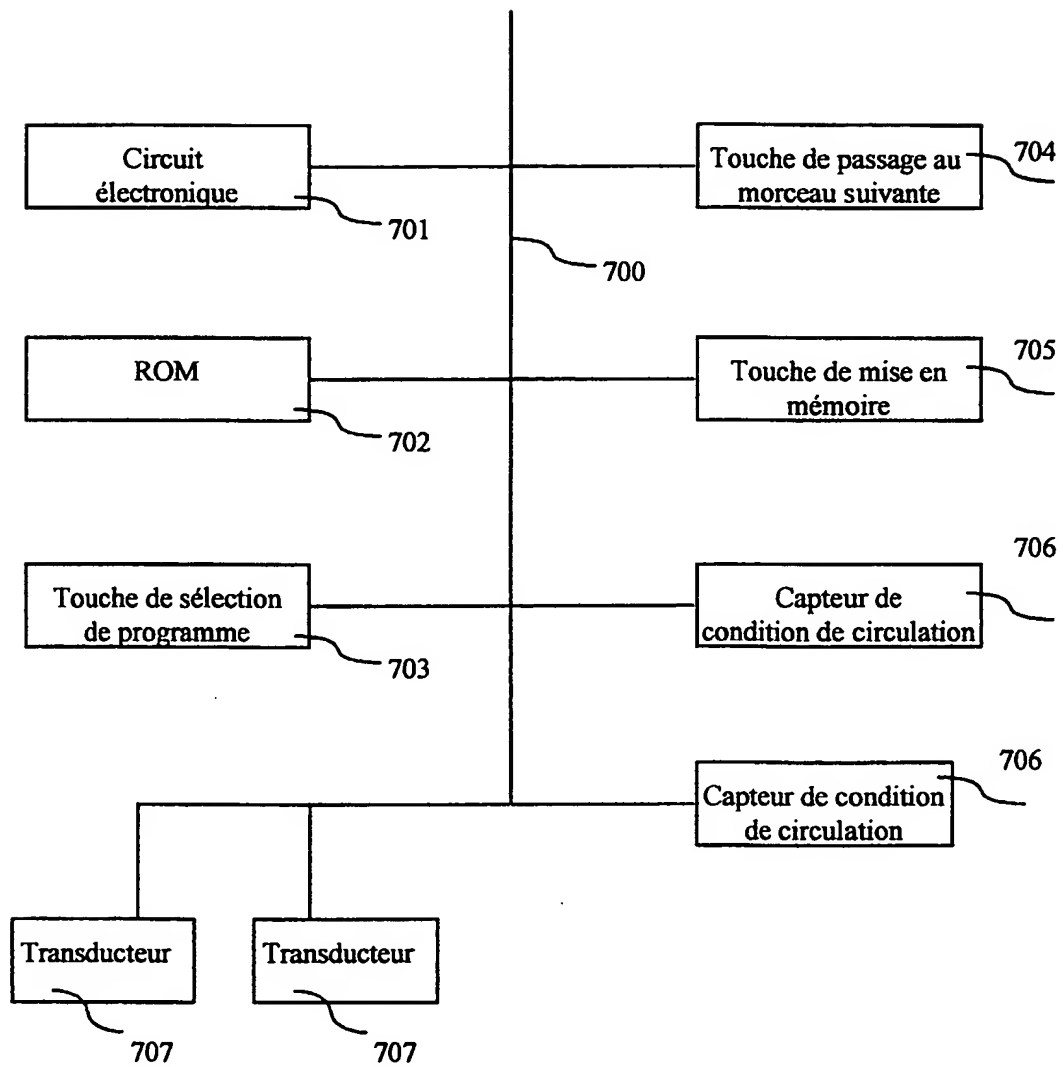 Circuit
électronique
701
Touche de passage au
morceau suivante
704
700
ROM
702
Touche de mise en
mémoire
705
Touche de sélection
de programme
703
Capteur de
condition de circulation
706
Capteur de condition
de circulation
706
Transducteur
707
Transducteur
707